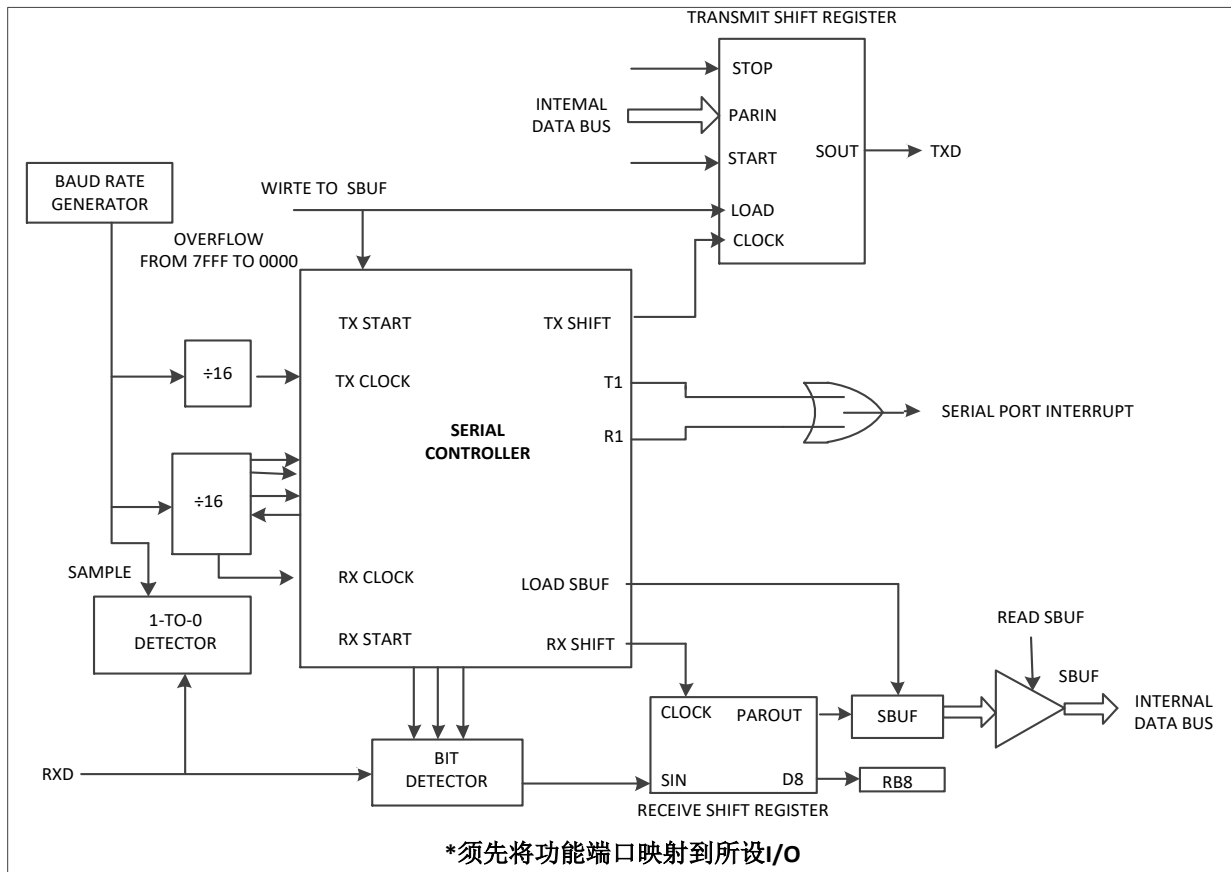 TRANSMIT SHIFT REGISTER
STOP
INTEMAL
DATA BUS
PARIN
START
SOUT
TXD
BAUD RATE
GENERATOR
WIRTE TO SBUF
LOAD
CLOCK
OVERFLOW
FROM 7FFF TO 0000
TX START
TX SHIFT
÷16
TX CLOCK
T1
SERIAL PORT INTERRUPT
SERIAL
CONTROLLER
R1
÷16
SAMPLE
RX CLOCK
LOAD SBUF
1-TO-0
DETECTOR
READ SBUF
RX START
RX SHIFT
SBUF
CLOCK
PAROUT
SBUF
INTERNAL
DATA BUS
BIT
DETECTOR
RXD
SIN
D8
RB8
RECEIVE SHIFT REGISTER
*须先将功能端口映射到所设I/O